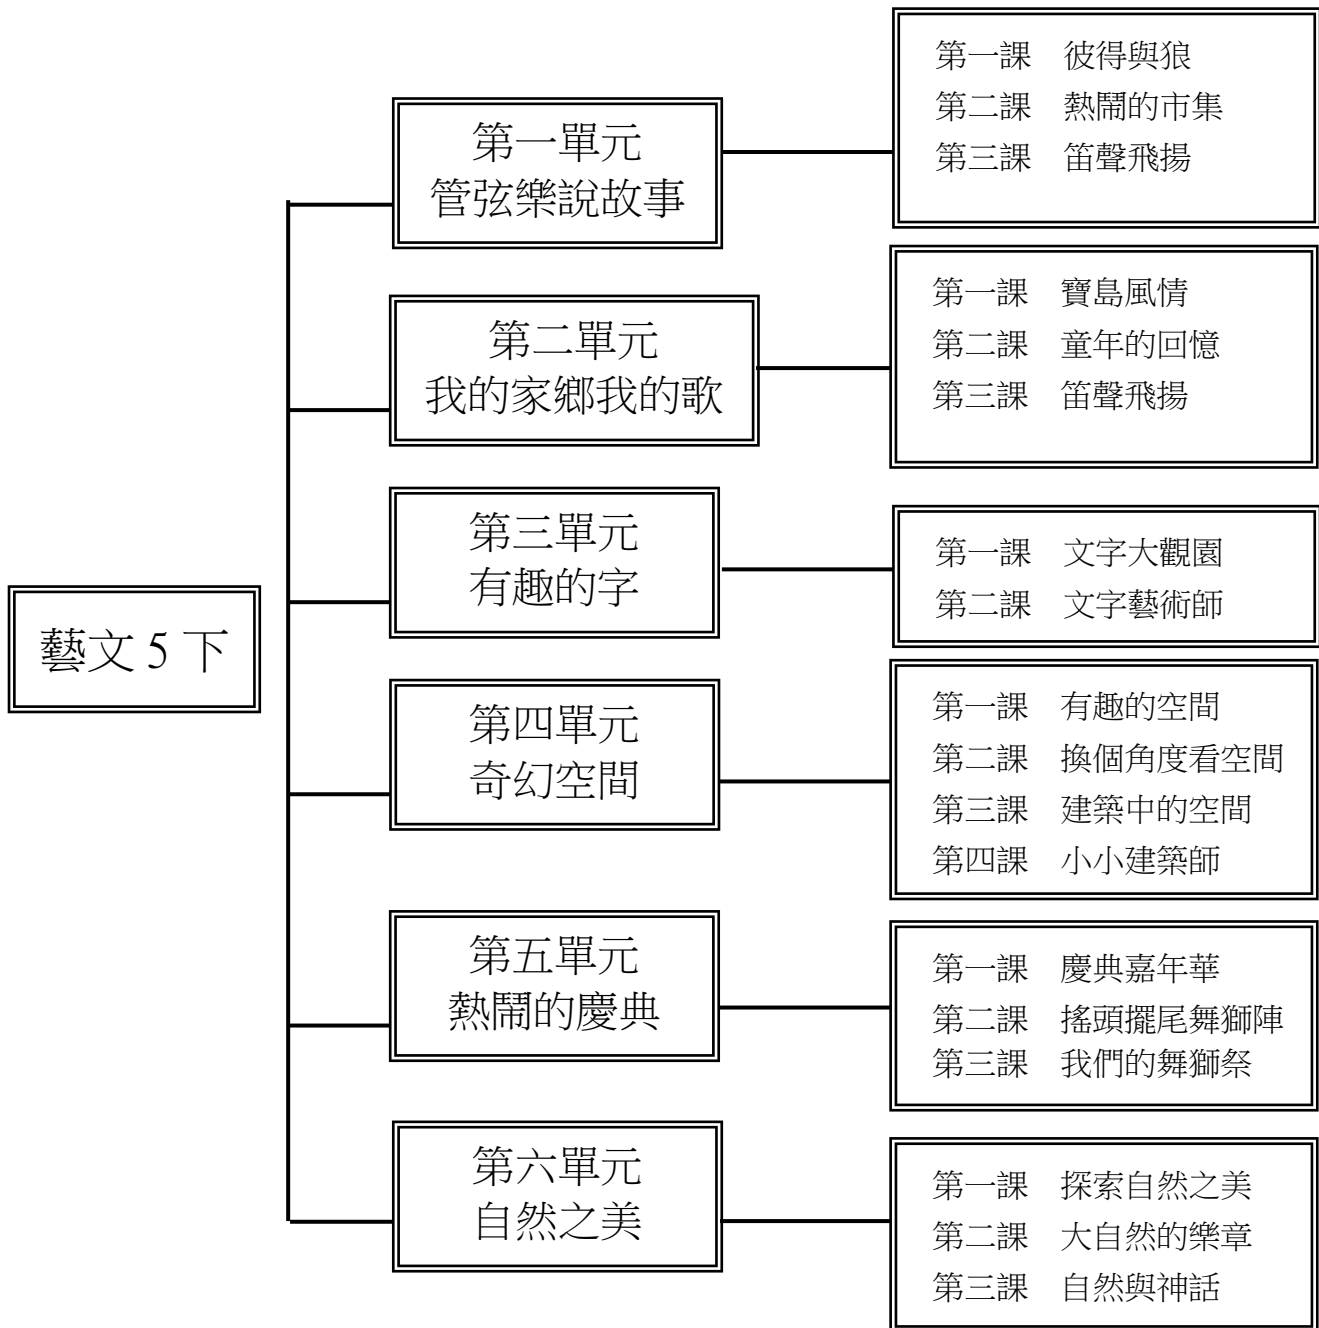 藝文 5 下
第一單元
管弦樂說故事
第一課　彼得與狼
第二課　熱鬧的市集
第三課　笛聲飛揚
第二單元
我的家鄉我的歌
第一課　寶島風情
第二課　童年的回憶
第三課　笛聲飛揚
第三單元
有趣的字
第一課　文字大觀園
第二課　文字藝術師
第四單元
奇幻空間
第一課　有趣的空間
第二課　換個角度看空間
第三課　建築中的空間
第四課　小小建築師
第五單元
熱鬧的慶典
第一課　慶典嘉年華
第二課　搖頭擺尾舞獅陣
第三課　我們的舞獅祭
第六單元
自然之美
第一課　探索自然之美
第二課　大自然的樂章
第三課　自然與神話